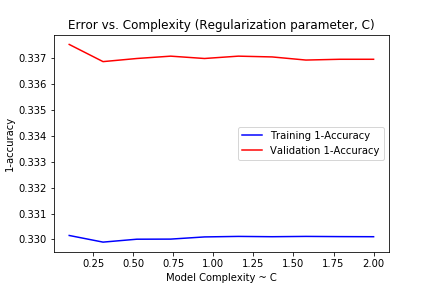 Error vs. Complexity (Regularization parameter, C)
1-accuracy
0.337
0.336
0.335
0.334
0.333
0.332
0.331
0.330
Training 1-Accuracy
Validation 1-Accuracy
0.25 0.50 0.75 1.00 1.25 1.50 1.75 2.00
Model Complexity ~ C